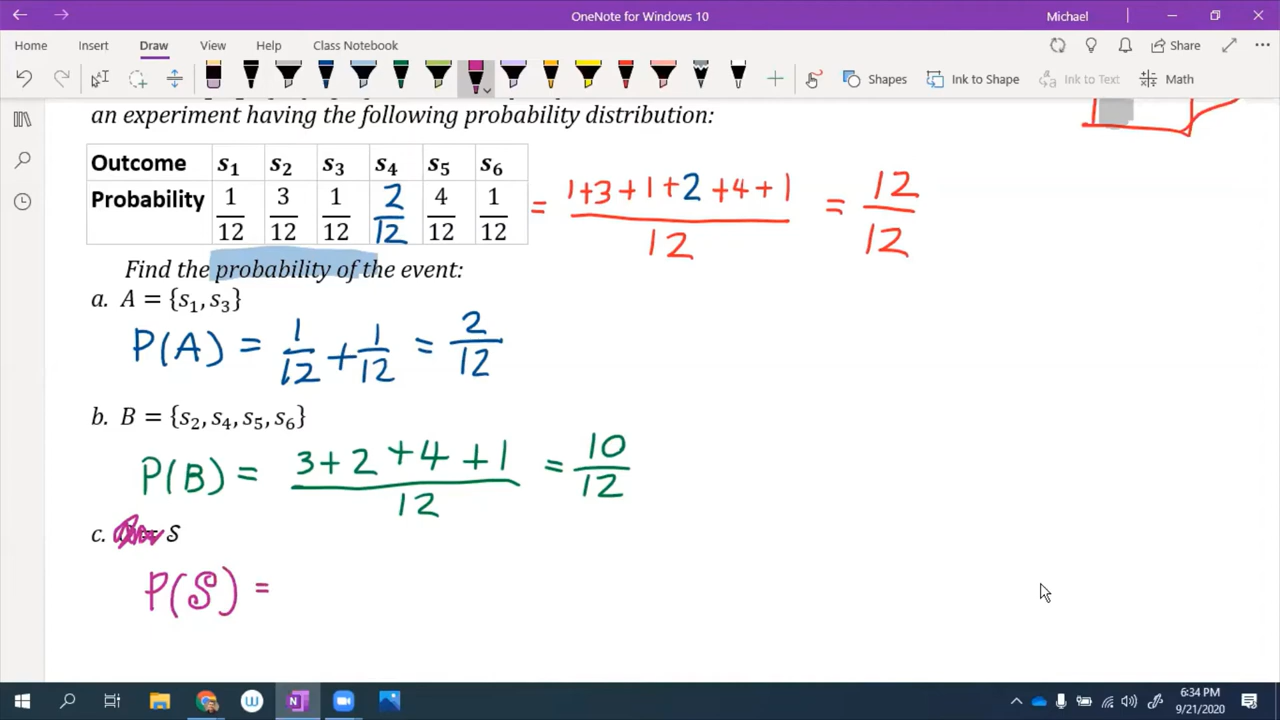 OneNote for Windows 10
Michael
Home Insert Draw View Help Class Notebook
Share
Shapes Ink to Shape Ink to Text Math
an experiment having the following probability distribution:
Outcome s₁ s₂ s₃ s₄ s₅ s₆
Probability 1/12 3/12 1/12 2/12 4/12 1/12 = (1+3+1+2+4+1)/12 = 12/12
Find the probability of the event:
a. A = {s₁, s₃}
P(A) = 1/12 + 1/12 = 2/12
b. B = {s₂, s₄, s₅, s₆}
P(B) = (3+2+4+1)/12 = 10/12
c. = S
P(S) =
6:34 PM
9/21/2020